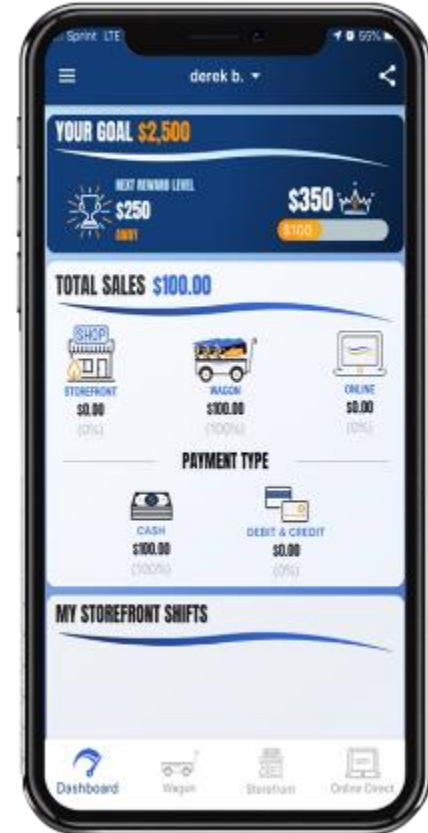 Sprint LTE
55%
derek b.
YOUR GOAL $2,500
NEXT REWARD LEVEL
$250
AWAY
$350
$100
TOTAL SALES $100.00
SHOP
STOREFRONT
$0.00
(0%)
WAGON
$100.00
(100%)
ONLINE
$0.00
(0%)
PAYMENT TYPE
CASH
$100.00
(100%)
DEBIT & CREDIT
$0.00
(0%)
MY STOREFRONT SHIFTS
Dashboard
Wagon
Storefront
Online Direct